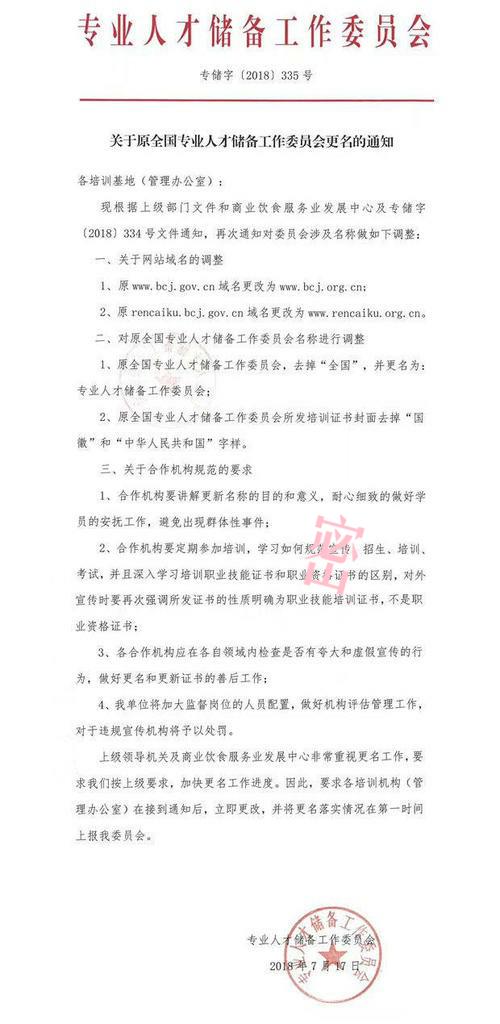 专业人才储备工作委员会
专储字〔2018〕335 号
关于原全国专业人才储备工作委员会更名的通知
各培训基地（管理办公室）：
现根据上级部门文件和商业饮食服务业发展中心及专储字
〔2018〕334 号文件通知，再次通知对委员会涉及名称做如下调整：
一、关于网站域名的调整
1、原 www.bcj.gov.cn 域名更改为 www.bcj.org.cn;
2、原 rencaiku.bcj.gov.cn 域名更改为 www.rencaiku.org.cn。
二、对原全国专业人才储备工作委员会名称进行调整
1、原全国专业人才储备工作委员会，去掉“全国”，并更名为：
专业人才储备工作委员会；
2、原全国专业人才储备工作委员会所发培训证书封面去掉“国
徽”和“中华人民共和国”字样。
三、关于合作机构规范的要求
1、合作机构要讲解更新名称的目的和意义，耐心细致的做好学
员的安抚工作，避免出现群体性事件；
密
2、合作机构要定期参加培训，学习如何规范宣传、招生、培训、
考试，并且深入学习培训职业技能证书和职业资格证书的区别，对外
宣传时要再次强调所发证书的性质明确为职业技能培训证书，不是职
业资格证书；
3、各合作机构应在各自领域内检查是否有夸大和虚假宣传的行
为，做好更名和更新证书的善后工作；
4、我单位将加大监督岗位的人员配置，做好机构评估管理工作，
对于违规宣传机构将予以处罚。
上级领导机关及商业饮食服务业发展中心非常重视更名工作，要
求我们按上级要求，加快更名工作进度。因此，要求各培训机构（管
理办公室）在接到通知后，立即更改，并将更名落实情况在第一时间
上报我委员会。
专业人才储备工作委员会
2018 年 7 月 17 日
专业人才储备工作委员会